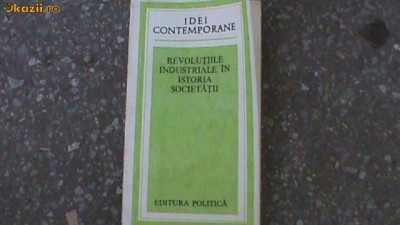 Okazii.ro
IDEI
CONTEMPORANE
REVOLUȚIILE
INDUSTRIALE ÎN
ISTORIA
SOCIETĂȚII
EDITURA POLITICĂ